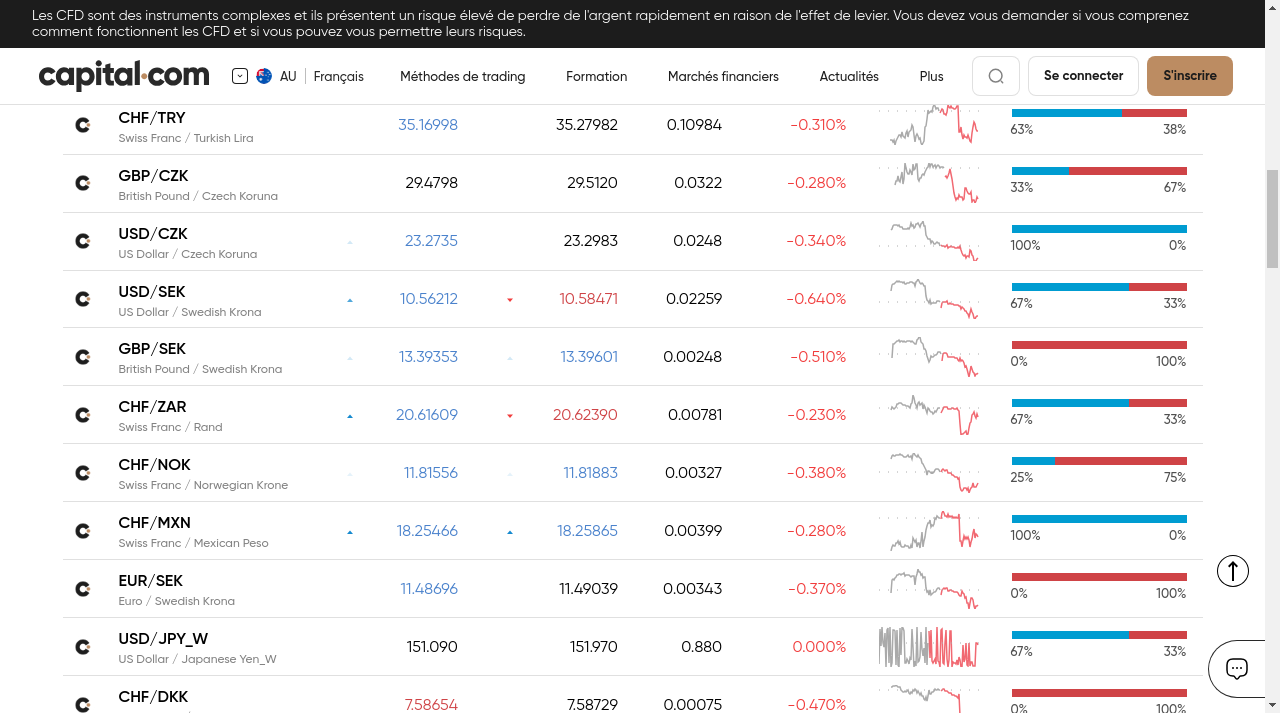 Les CFD sont des instruments complexes et ils présentent un risque élevé de perdre de l'argent rapidement en raison de l'effet de levier. Vous devez vous demander si vous comprenez
comment fonctionnent les CFD et si vous pouvez vous permettre leurs risques.
capital.com AU Français Méthodes de trading Formation Marchés financiers Actualités Plus Se connecter S'inscrire
CHF/TRY 35.16998 35.27982 0.10984 -0.310%
Swiss Franc / Turkish Lira 63% 38%
GBP/CZK 29.4798 29.5120 0.0322 -0.280%
British Pound / Czech Koruna 33% 67%
USD/CZK 23.2735 23.2983 0.0248 -0.340%
US Dollar / Czech Koruna 100% 0%
USD/SEK 10.56212 10.58471 0.02259 -0.640%
US Dollar / Swedish Krona 67% 33%
GBP/SEK 13.39353 13.39601 0.00248 -0.510%
British Pound / Swedish Krona 0% 100%
CHF/ZAR 20.61609 20.62390 0.00781 -0.230%
Swiss Franc / Rand 67% 33%
CHF/NOK 11.81556 11.81883 0.00327 -0.380%
Swiss Franc / Norwegian Krone 25% 75%
CHF/MXN 18.25466 18.25865 0.00399 -0.280%
Swiss Franc / Mexican Peso 100% 0%
EUR/SEK 11.48696 11.49039 0.00343 -0.370%
Euro / Swedish Krona 0% 100%
USD/JPY_W 151.090 151.970 0.880 0.000%
US Dollar / Japanese Yen_W 67% 33%
CHF/DKK 7.58654 7.58729 0.00075 -0.470%
0% 100%